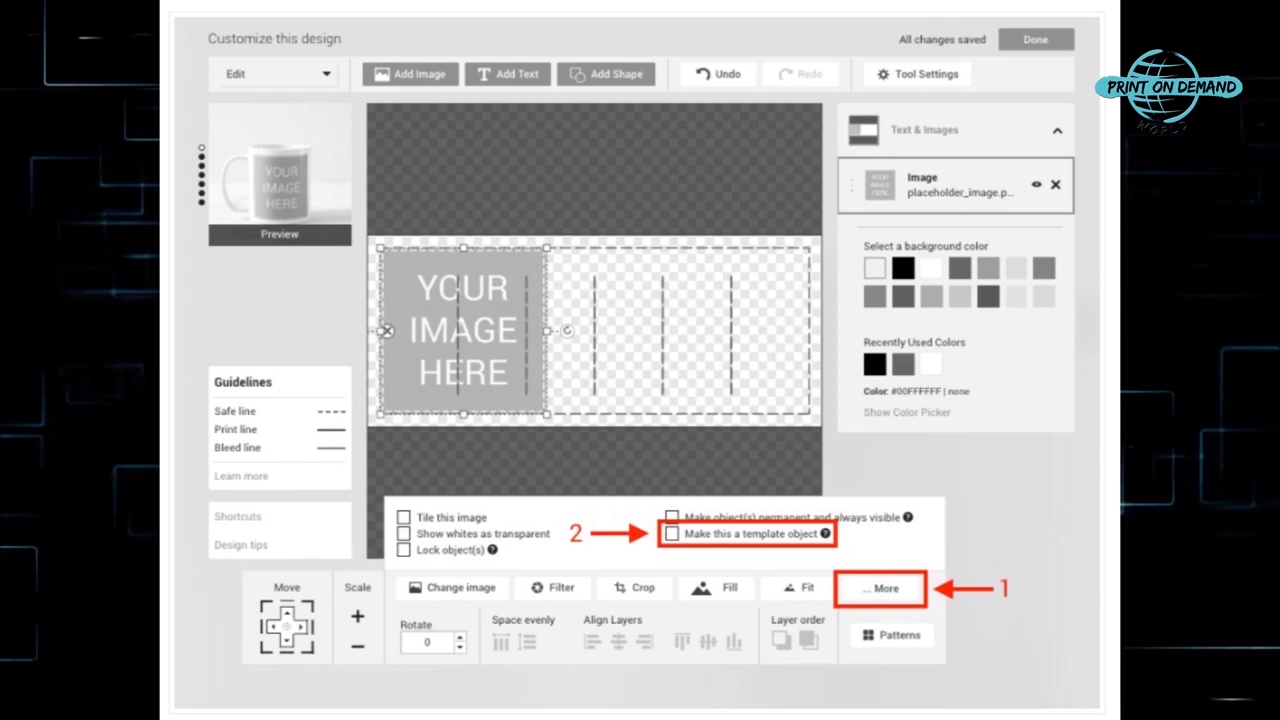 Customize this design
All changes saved
Done
Edit
Add Image
Add Text
Add Shape
Undo
Redo
Tool Settings
PRINT ON DEMAND
WORLD
YOUR
IMAGE
HERE
Preview
Text & Images
Image
placeholder_image.p...
YOUR
IMAGE
HERE
Select a background color
Recently Used Colors
Color: #00FFFFFF | none
Show Color Picker
Guidelines
Safe line
Print line
Bleed line
Learn more
Shortcuts
Design tips
Tile this image
Show whites as transparent
Lock object(s) ?
Make object(s) permanent and always visible ?
2
Make this a template object ?
Move
Scale
+
−
Change image
Filter
Crop
Fill
Fit
... More
1
Rotate
0
Space evenly
Align Layers
Layer order
Patterns